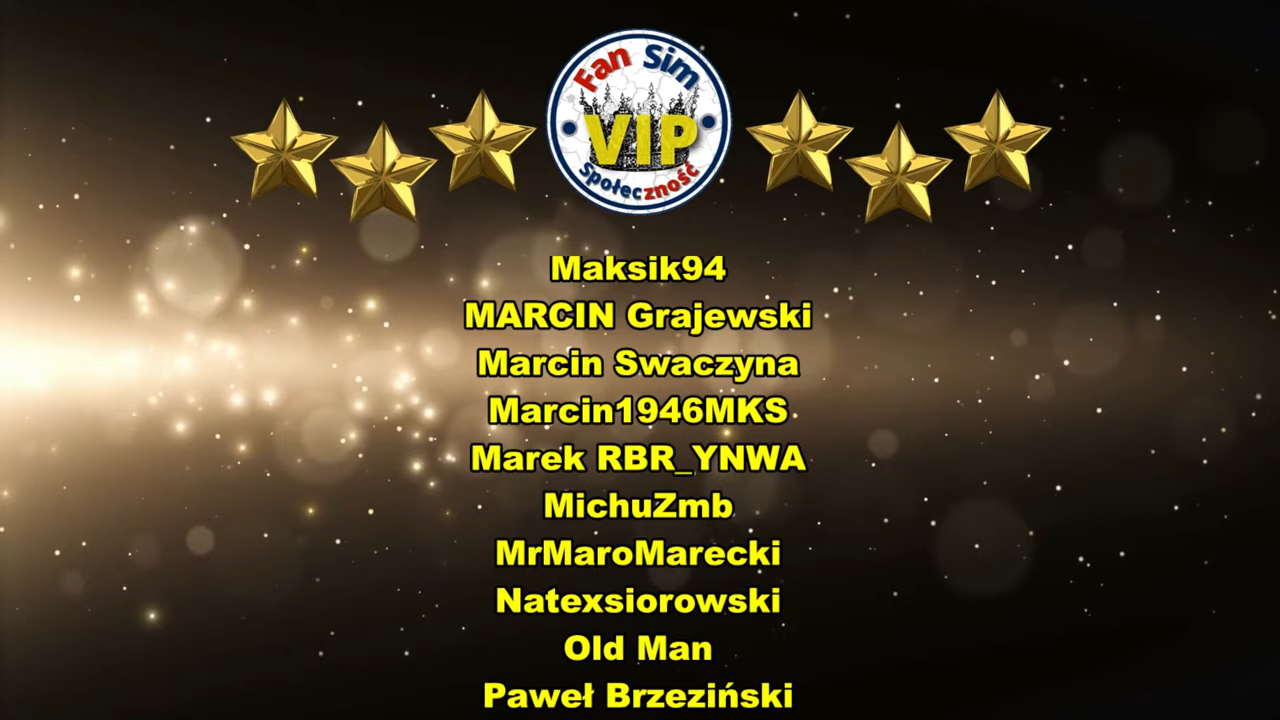 Fan Sim
VIP
Społeczność
Maksik94
MARCIN Grajewski
Marcin Swaczyna
Marcin1946MKS
Marek RBR_YNWA
MichuZmb
MrMaroMarecki
Natexsiorowski
Old Man
Paweł Brzeziński